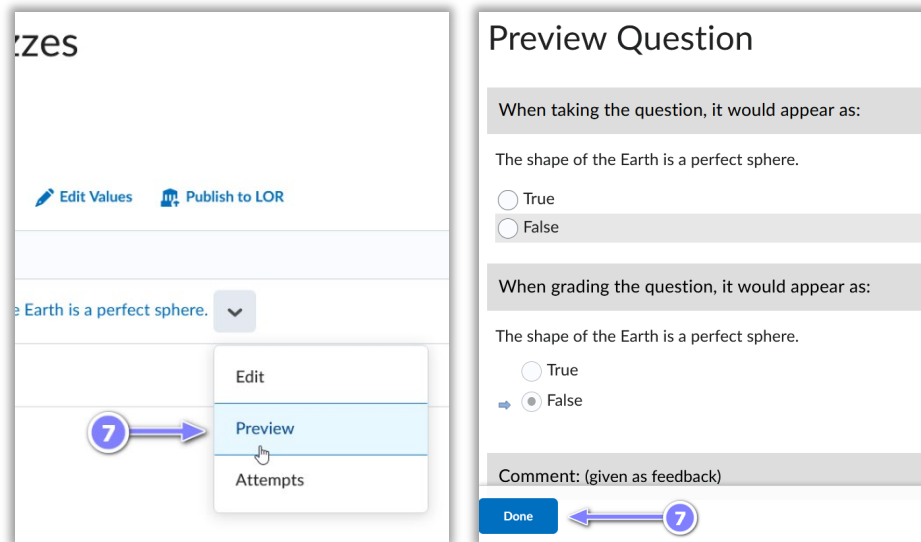 zzes
Edit Values
Publish to LOR
Earth is a perfect sphere.
Edit
7
Preview
Attempts
Preview Question
When taking the question, it would appear as:
The shape of the Earth is a perfect sphere.
True
False
When grading the question, it would appear as:
The shape of the Earth is a perfect sphere.
True
False
Comment: (given as feedback)
Done
7